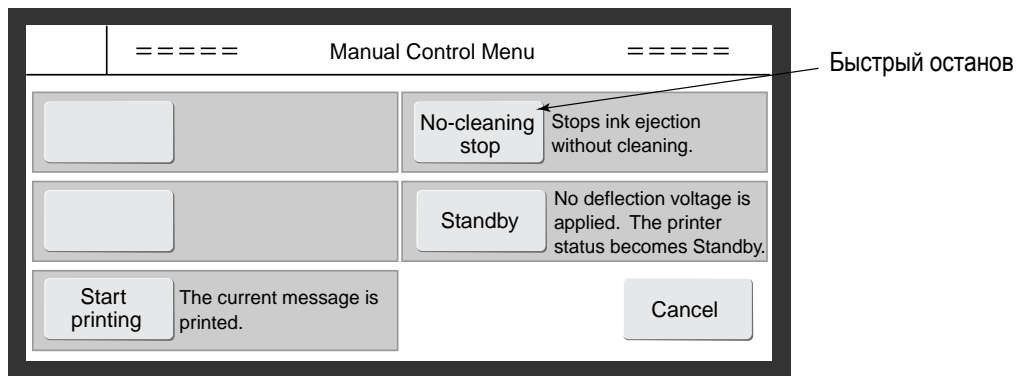 ===== Manual Control Menu =====
Быстрый останов
No-cleaning
stop
Stops ink ejection
without cleaning.
Standby
No deflection voltage is
applied. The printer
status becomes Standby.
Start
printing
The current message is
printed.
Cancel